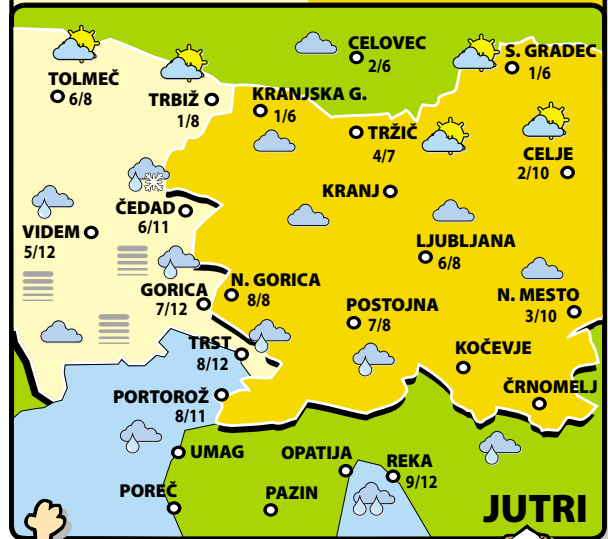 CELOVEC
2/6
S. GRADEC
1/6
TOLMEČ
6/8
TRBIŽ
1/8
KRANJSKA G.
1/6
TRŽIČ
4/7
CELJE
2/10
KRANJ
ČEDAD
6/11
VIDEM
5/12
LJUBLJANA
6/8
GORICA
7/12
N. GORICA
8/8
POSTOJNA
7/8
N. MESTO
3/10
TRST
8/12
KOČEVJE
PORTOROŽ
8/11
ČRNOMELJ
UMAG
OPATIJA
REKA
9/12
POREČ
PAZIN
JUTRI